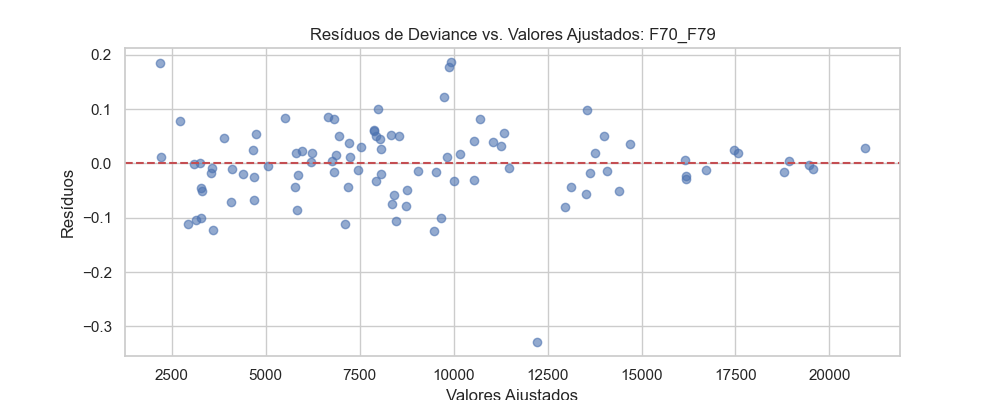 Resíduos de Deviance vs. Valores Ajustados: F70_F79
0.2
0.1
0.0
−0.1
−0.2
−0.3
Resíduos
2500 5000 7500 10000 12500 15000 17500 20000
Valores Ajustados